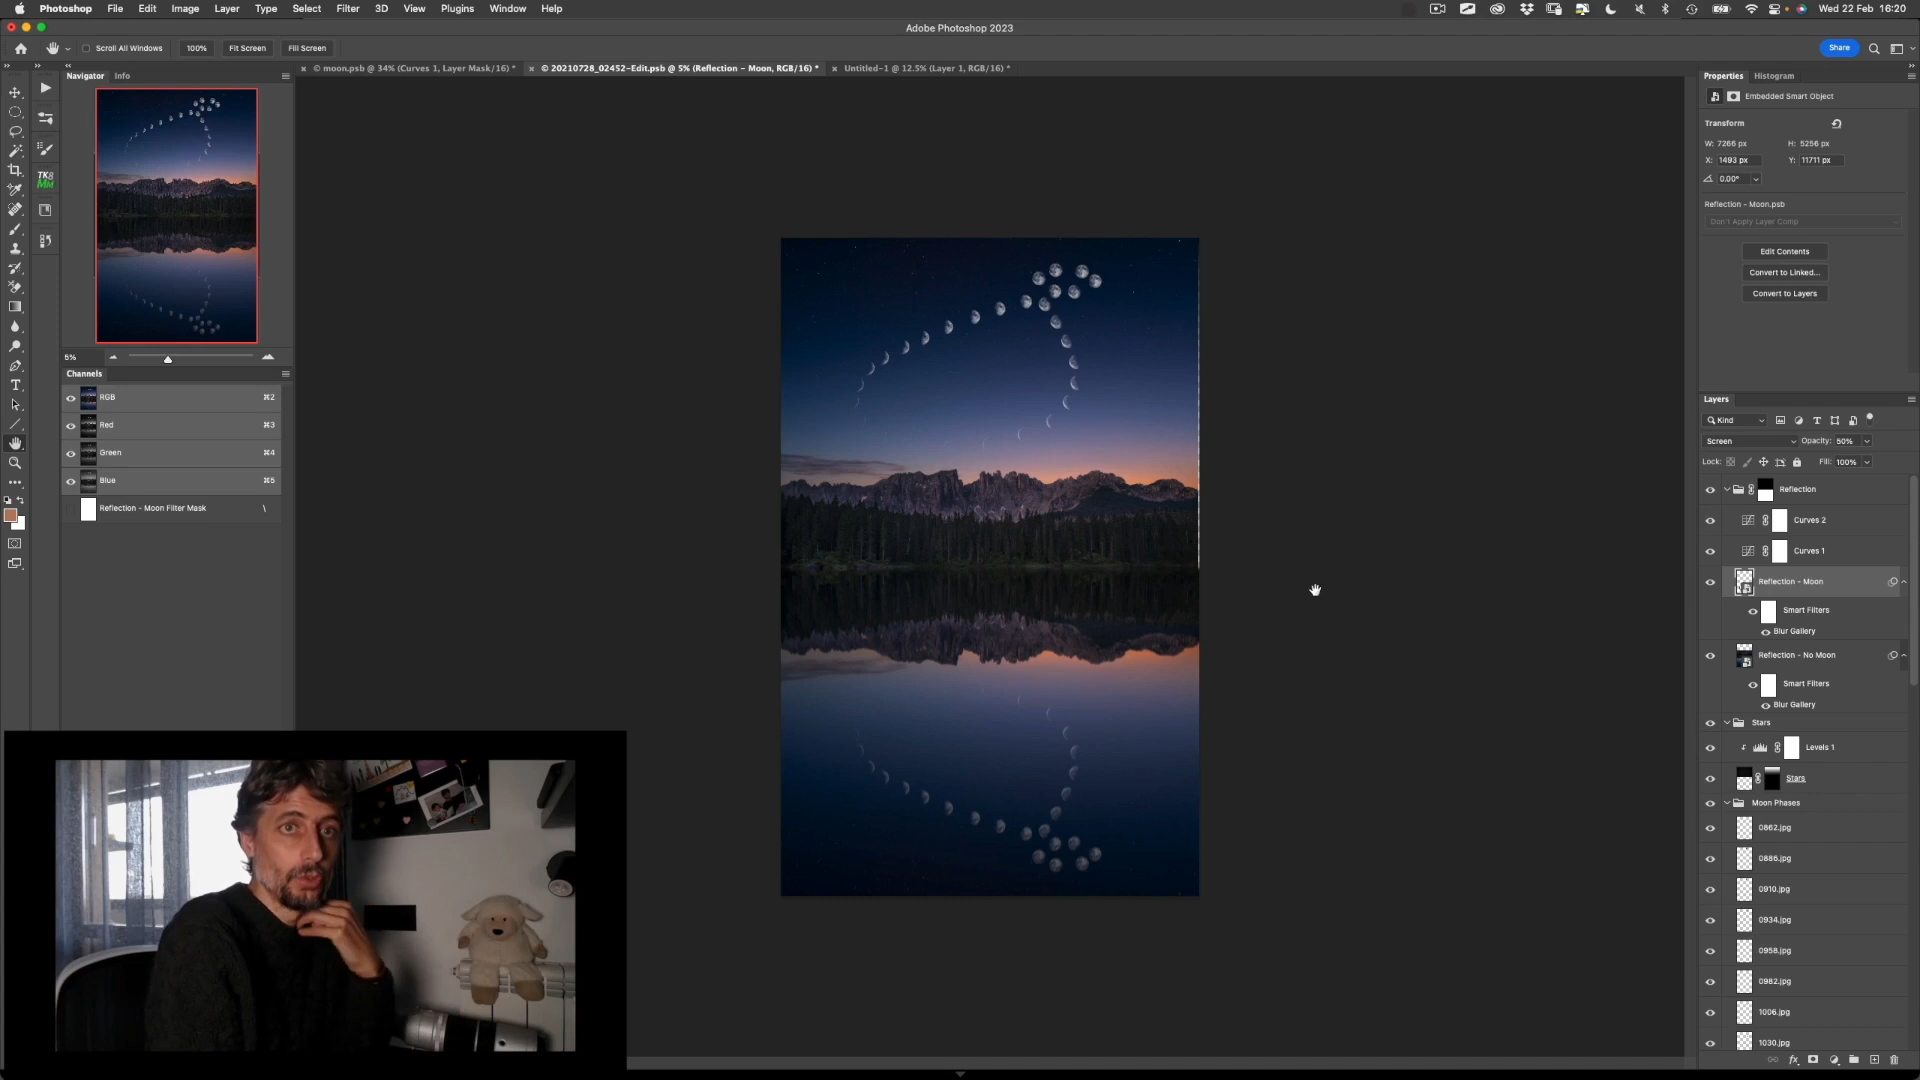 Photoshop File Edit Image Layer Type Select Filter 3D View Plugins Window Help
Wed 22 Feb 16:20
Adobe Photoshop 2023
Scroll All Windows 100% Fit Screen Fill Screen
Share
© moon.psb @ 34% (Curves 1, Layer Mask/16) *
© 20210728_02452-Edit.psb @ 5% (Reflection - Moon, RGB/16) *
Untitled-1 @ 12.5% (Layer 1, RGB/16) *
Navigator Info
TK8
Mm
5%
Channels
RGB ⌘2
Red ⌘3
Green ⌘4
Blue ⌘5
Reflection - Moon Filter Mask \
Properties Histogram
Embedded Smart Object
Transform
W: 7266 px H: 5256 px
X: 1493 px Y: 11711 px
0.00°
Reflection - Moon.psb
Don't Apply Layer Comp
Edit Contents
Convert to Linked...
Convert to Layers
Layers
Kind
Screen Opacity: 50%
Lock: Fill: 100%
Reflection
Curves 2
Curves 1
Reflection - Moon
Smart Filters
Blur Gallery
Reflection - No Moon
Smart Filters
Blur Gallery
Stars
Levels 1
Stars
Moon Phases
0862.jpg
0886.jpg
0910.jpg
0934.jpg
0958.jpg
0982.jpg
1006.jpg
1030.jpg
fx